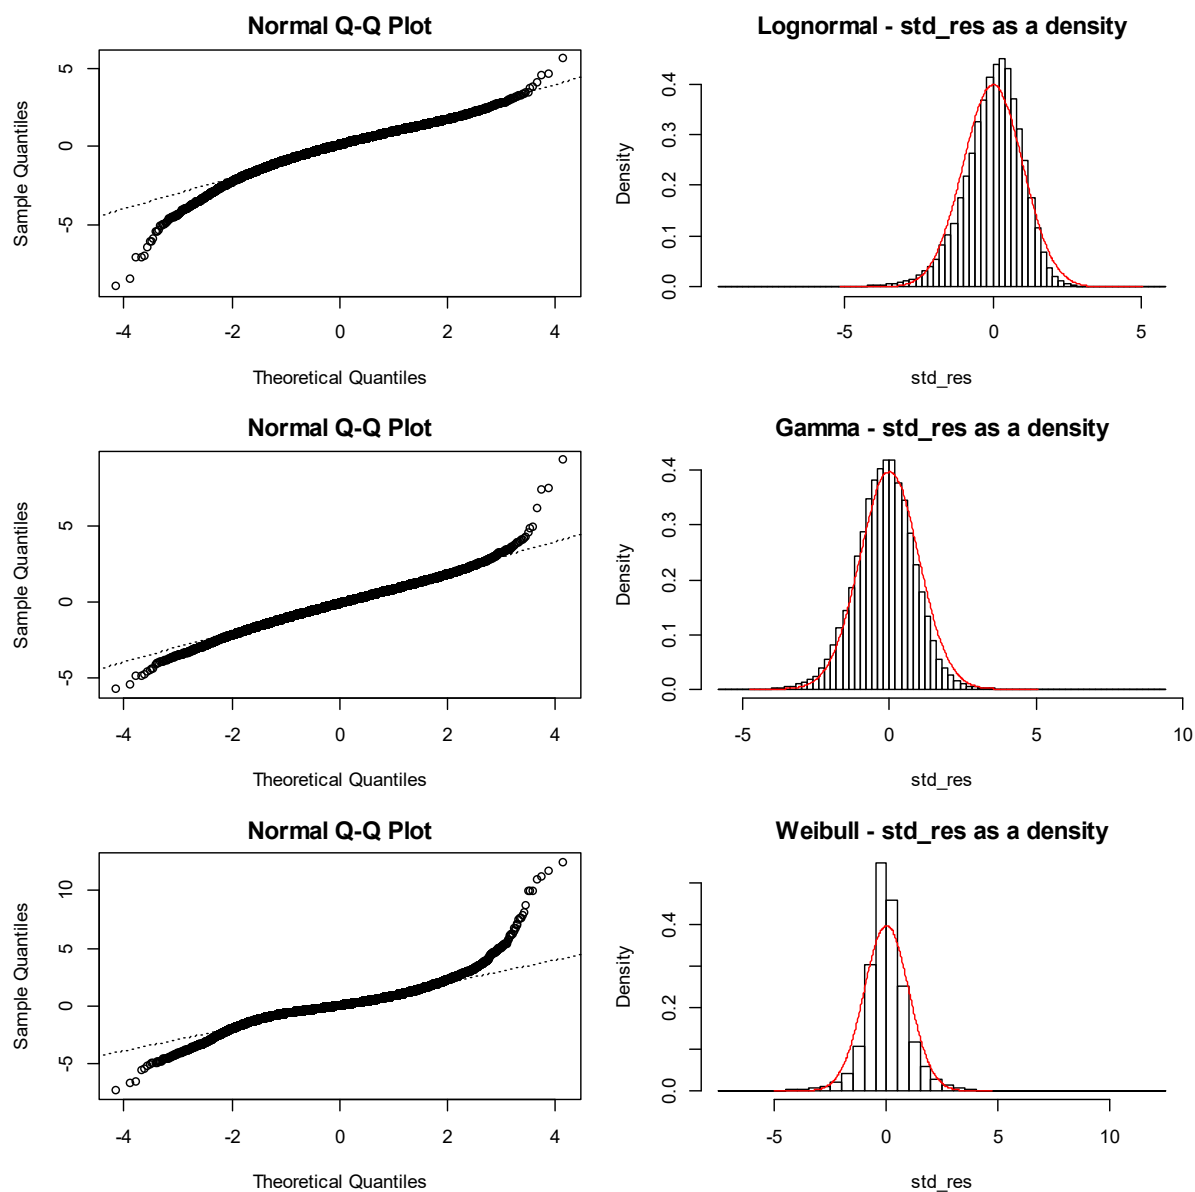 Normal Q-Q Plot
Sample Quantiles
5
0
-5
-4 -2 0 2 4
Theoretical Quantiles
Lognormal - std_res as a density
Density
0.4
0.3
0.2
0.1
0.0
-5 0 5
std_res
Normal Q-Q Plot
Sample Quantiles
5
0
-5
-4 -2 0 2 4
Theoretical Quantiles
Gamma - std_res as a density
Density
0.4
0.3
0.2
0.1
0.0
-5 0 5 10
std_res
Normal Q-Q Plot
Sample Quantiles
10
5
0
-5
-4 -2 0 2 4
Theoretical Quantiles
Weibull - std_res as a density
Density
0.4
0.2
0.0
-5 0 5 10
std_res